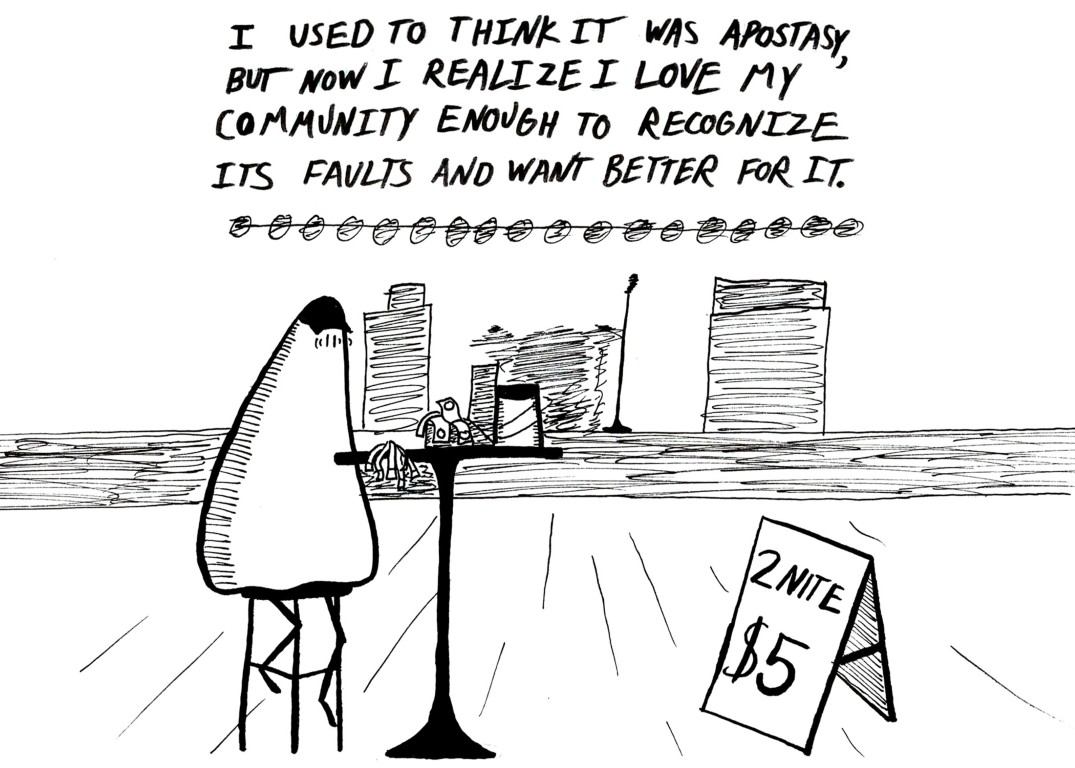 I USED TO THINK IT WAS APOSTASY,
BUT NOW I REALIZE I LOVE MY
COMMUNITY ENOUGH TO RECOGNIZE
ITS FAULTS AND WANT BETTER FOR IT.
2NITE
$5